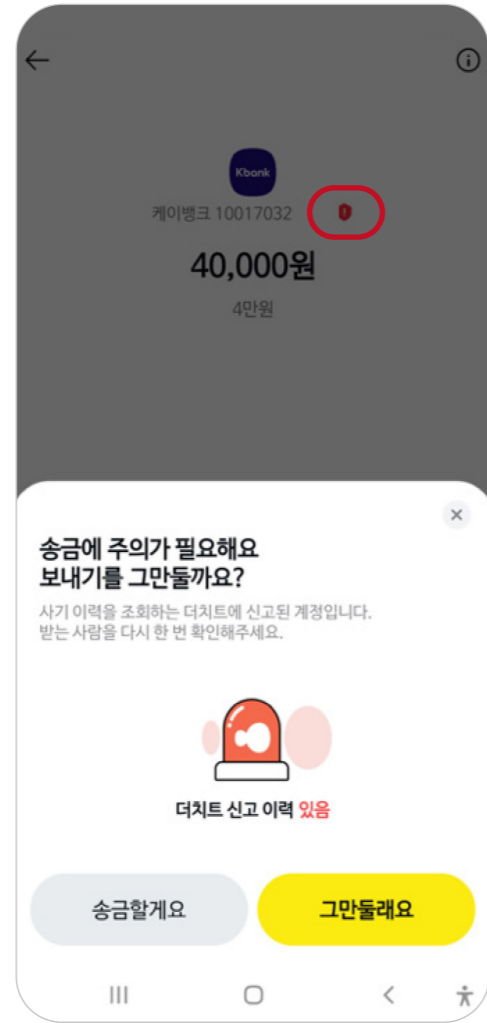 Kbank
케이뱅크 10017032
40,000원
4만원
송금에 주의가 필요해요
보내기를 그만둘까요?
사기 이력을 조회하는 더치트에 신고된 계정입니다.
받는 사람을 다시 한 번 확인해주세요.
더치트 신고 이력 있음
송금할게요
그만둘래요